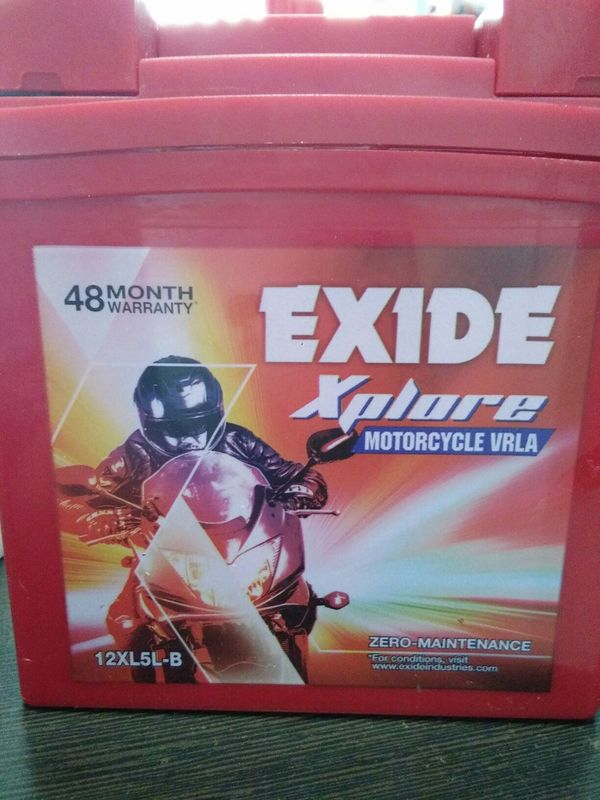 48 MONTH
WARRANTY*
EXIDE
Xplore
MOTORCYCLE VRLA
ZERO-MAINTENANCE
*For conditions, visit
www.exideindustries.com
12XL5L-B